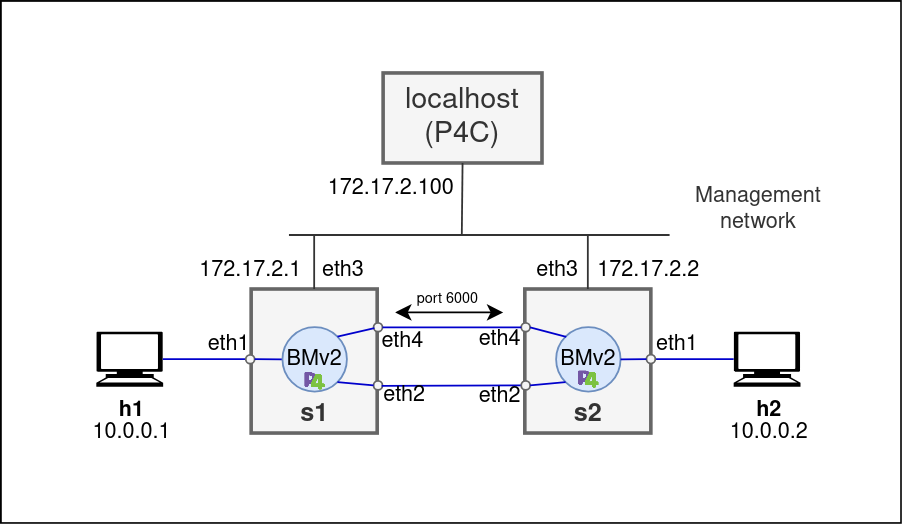 localhost
(P4C)
172.17.2.100
Management
network
172.17.2.1
eth3
eth3
172.17.2.2
port 6000
eth1
eth4
eth4
eth1
BMv2
P4
BMv2
P4
eth2
eth2
s1
s2
h1
10.0.0.1
h2
10.0.0.2